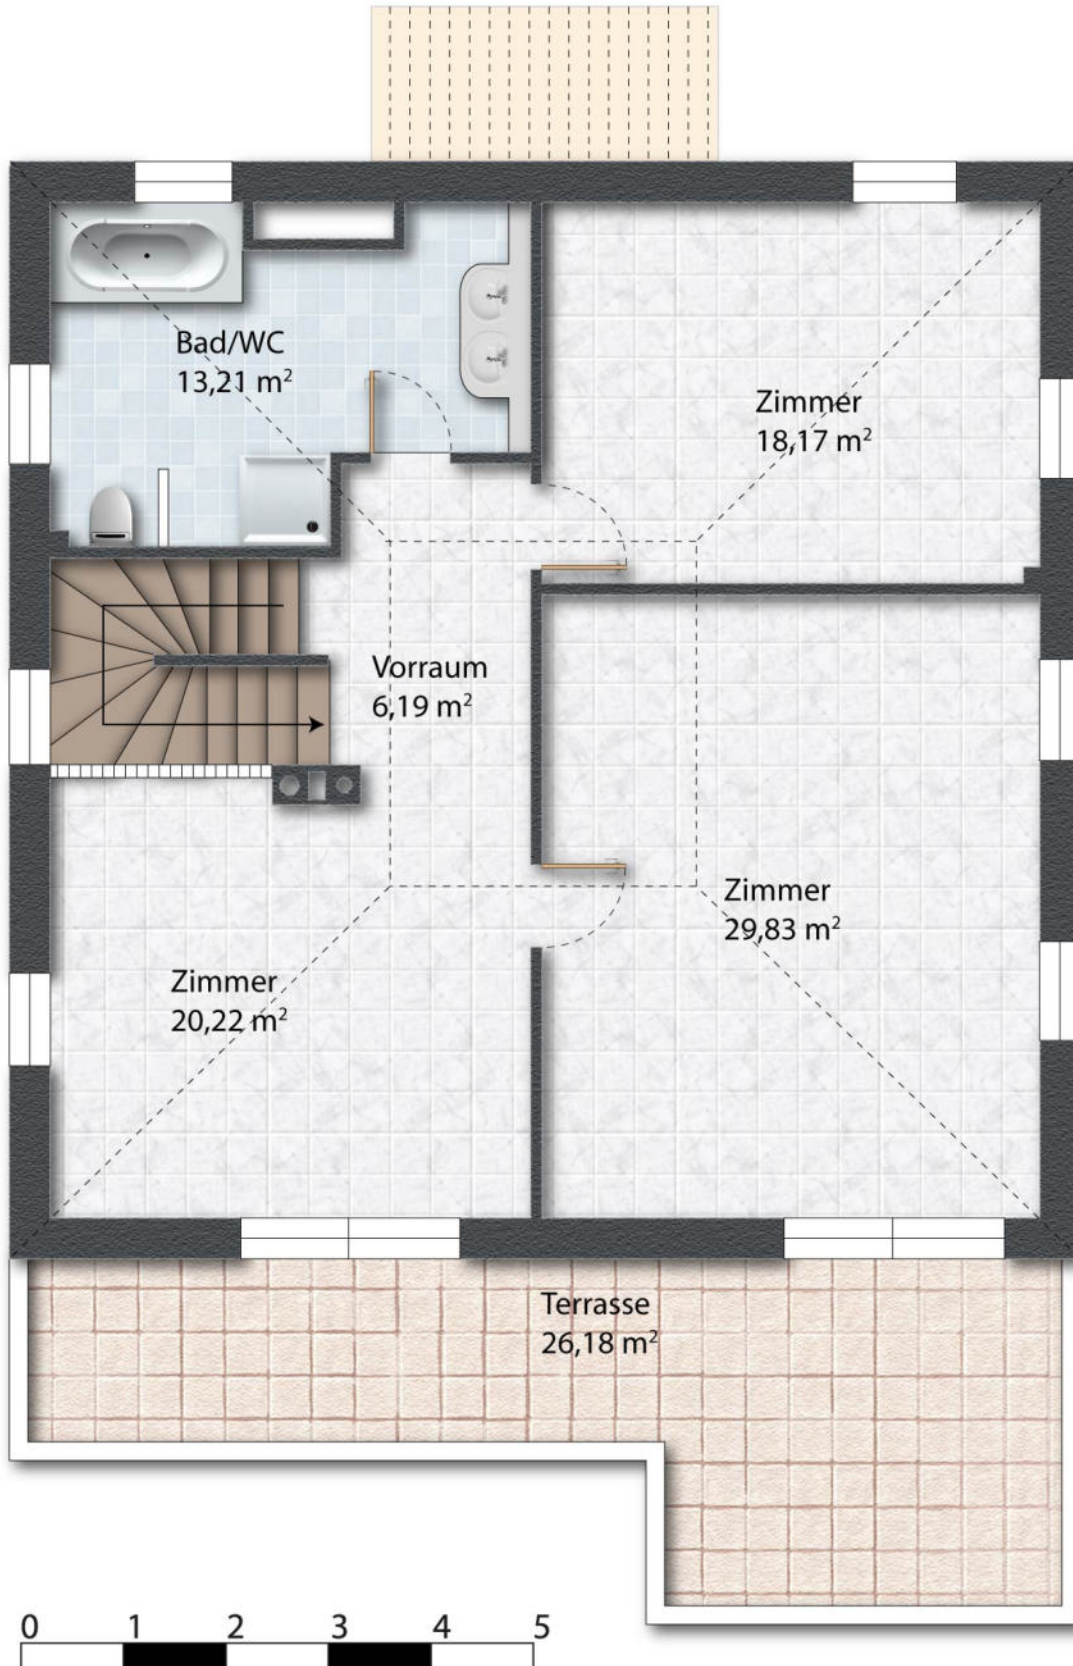 Bad/WC
13,21 m²
Zimmer
18,17 m²
Vorraum
6,19 m²
Zimmer
29,83 m²
Zimmer
20,22 m²
Terrasse
26,18 m²
0 1 2 3 4 5